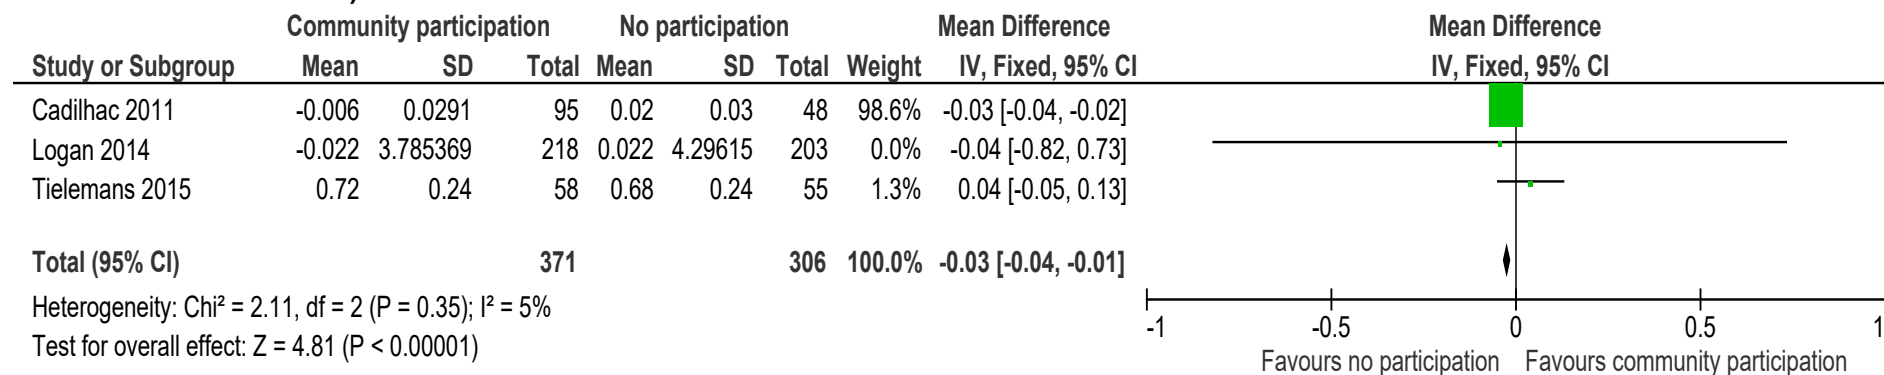 Community participation No participation Mean Difference Mean Difference
Study or Subgroup Mean SD Total Mean SD Total Weight IV, Fixed, 95% CI IV, Fixed, 95% CI
Cadilhac 2011 -0.006 0.0291 95 0.02 0.03 48 98.6% -0.03 [-0.04, -0.02]
Logan 2014 -0.022 3.785369 218 0.022 4.29615 203 0.0% -0.04 [-0.82, 0.73]
Tielemans 2015 0.72 0.24 58 0.68 0.24 55 1.3% 0.04 [-0.05, 0.13]
Total (95% CI) 371 306 100.0% -0.03 [-0.04, -0.01]
Heterogeneity: Chi² = 2.11, df = 2 (P = 0.35); I² = 5%
Test for overall effect: Z = 4.81 (P < 0.00001)
-1 -0.5 0 0.5 1
Favours no participation Favours community participation